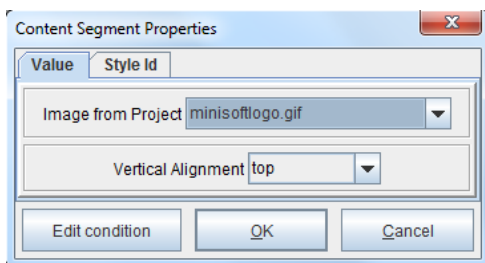 Content Segment Properties
Value Style Id
Image from Project minisoftlogo.gif
Vertical Alignment top
Edit condition OK Cancel